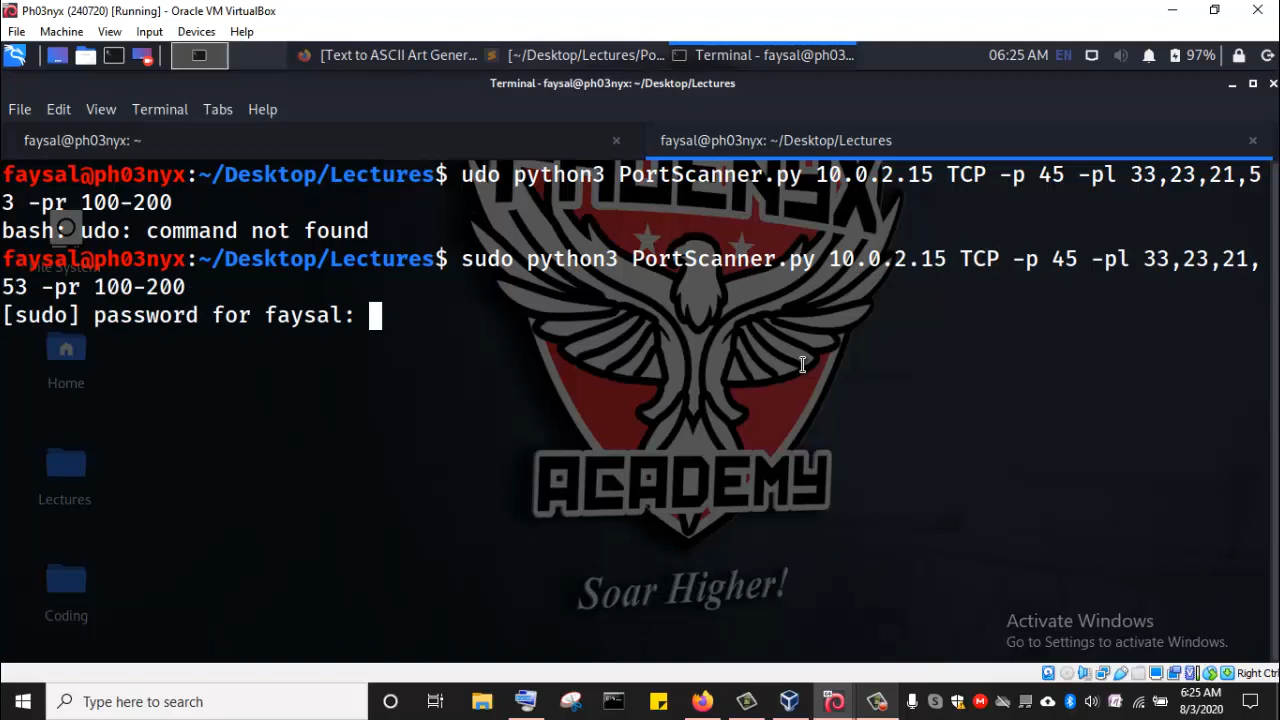 Ph03nyx (240720) [Running] - Oracle VM VirtualBox
File Machine View Input Devices Help
[Text to ASCII Art Gener... [~/Desktop/Lectures/Po... Terminal - faysal@ph03... 06:25 AM EN 97%
Terminal - faysal@ph03nyx: ~/Desktop/Lectures
File Edit View Terminal Tabs Help
faysal@ph03nyx: ~ faysal@ph03nyx: ~/Desktop/Lectures
faysal@ph03nyx:~/Desktop/Lectures$ udo python3 PortScanner.py 10.0.2.15 TCP -p 45 -pl 33,23,21,5
3 -pr 100-200
bash: udo: command not found
faysal@ph03nyx:~/Desktop/Lectures$ sudo python3 PortScanner.py 10.0.2.15 TCP -p 45 -pl 33,23,21,
53 -pr 100-200
[sudo] password for faysal:
File System
Home
Lectures
Coding
ACADEMY
Soar Higher!
Activate Windows
Go to Settings to activate Windows.
Right Ctrl
Type here to search
6:25 AM
8/3/2020